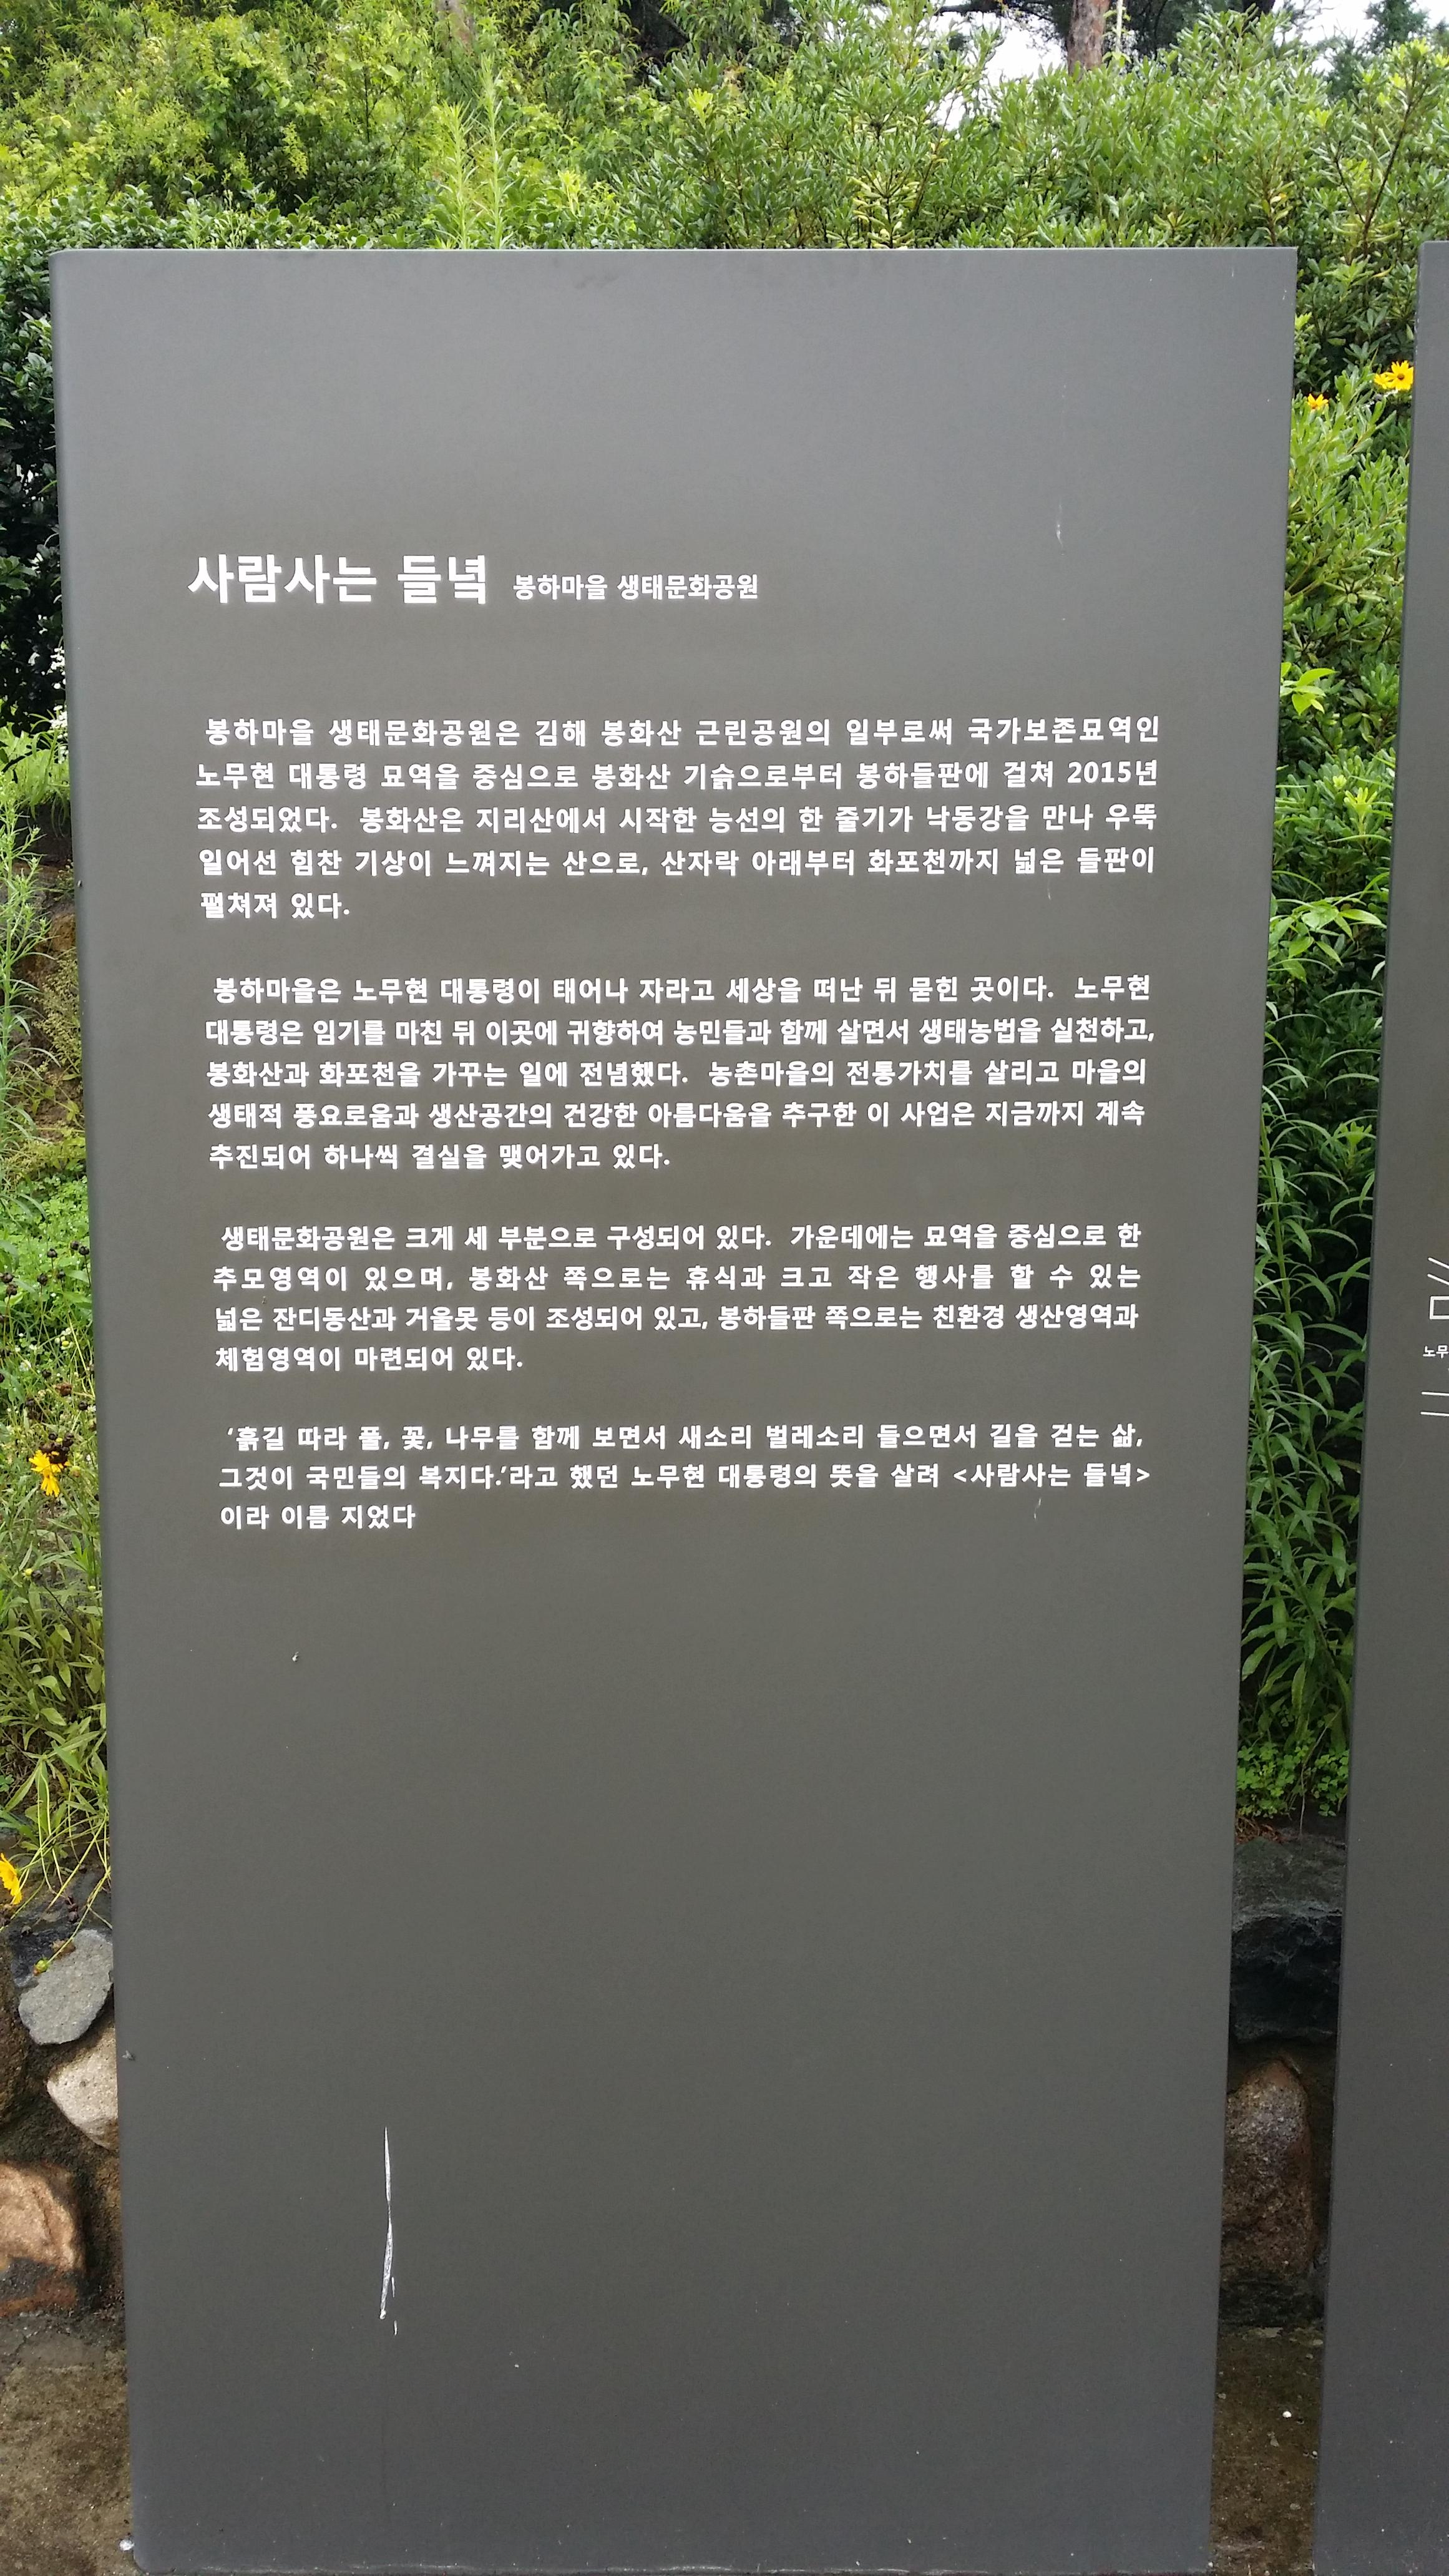 사람사는 들녘 봉하마을 생태문화공원
봉하마을 생태문화공원은 김해 봉화산 근린공원의 일부로써 국가보존묘역인
노무현 대통령 묘역을 중심으로 봉화산 기슭으로부터 봉하들판에 걸쳐 2015년
조성되었다. 봉화산은 지리산에서 시작한 능선의 한 줄기가 낙동강을 만나 우뚝
일어선 힘찬 기상이 느껴지는 산으로, 산자락 아래부터 화포천까지 넓은 들판이
펼쳐져 있다.
봉하마을은 노무현 대통령이 태어나 자라고 세상을 떠난 뒤 묻힌 곳이다. 노무현
대통령은 임기를 마친 뒤 이곳에 귀향하여 농민들과 함께 살면서 생태농법을 실천하고,
봉화산과 화포천을 가꾸는 일에 전념했다. 농촌마을의 전통가치를 살리고 마을의
생태적 풍요로움과 생산공간의 건강한 아름다움을 추구한 이 사업은 지금까지 계속
추진되어 하나씩 결실을 맺어가고 있다.
생태문화공원은 크게 세 부분으로 구성되어 있다. 가운데에는 묘역을 중심으로 한
추모영역이 있으며, 봉화산 쪽으로는 휴식과 크고 작은 행사를 할 수 있는
넓은 잔디동산과 거울못 등이 조성되어 있고, 봉하들판 쪽으로는 친환경 생산영역과
체험영역이 마련되어 있다.
‘흙길 따라 풀, 꽃, 나무를 함께 보면서 새소리 벌레소리 들으면서 길을 걷는 삶,
그것이 국민들의 복지다.’라고 했던 노무현 대통령의 뜻을 살려 <사람사는 들녘>
이라 이름 지었다
노무